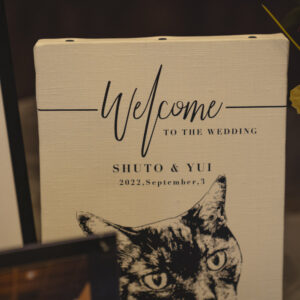 Welcome
TO THE WEDDING
SHUTO & YUI
2022,September,3